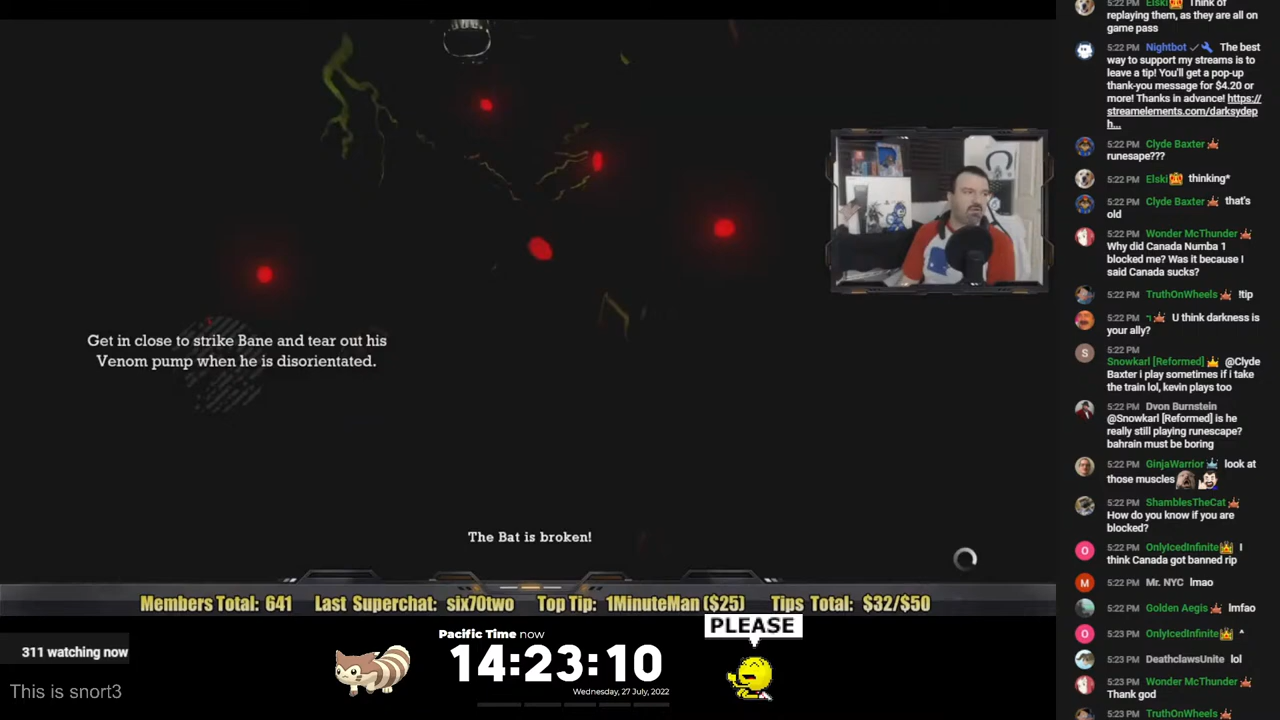 Get in close to strike Bane and tear out his
Venom pump when he is disorientated.
The Bat is broken!
Members Total: 641 Last Superchat: six70two Top Tip: 1MinuteMan ($25) Tips Total: $32/$50
311 watching now
This is snort3
Pacific Time now
14:23:10
Wednesday, 27 July, 2022
PLEASE
5:22 PM Elski Think of
replaying them, as they are all on
game pass
5:22 PM Nightbot The best
way to support my streams is to
leave a tip! You'll get a pop-up
thank-you message for $4.20 or
more! Thanks in advance! https://
streamelements.com/darksydep
h...
5:22 PM Clyde Baxter
runesape???
5:22 PM Elski thinking*
5:22 PM Clyde Baxter that's
old
5:22 PM Wonder McThunder
Why did Canada Numba 1
blocked me? Was it because I
said Canada sucks?
5:22 PM TruthOnWheels !tip
5:22 PM U think darkness is
your ally?
5:22 PM
Snowkarl [Reformed] @Clyde
Baxter i play sometimes if i take
the train lol, kevin plays too
5:22 PM Dvon Burnstein
@Snowkarl [Reformed] is he
really still playing runescape?
bahrain must be boring
5:22 PM GinjaWarrior look at
those muscles
5:22 PM ShamblesTheCat
How do you know if you are
blocked?
5:22 PM OnlyIcedInfinite I
think Canada got banned rip
5:22 PM Mr. NYC lmao
5:22 PM Golden Aegis lmfao
5:23 PM OnlyIcedInfinite ^
5:23 PM DeathclawsUnite lol
5:23 PM Wonder McThunder
Thank god
5:23 PM TruthOnWheels